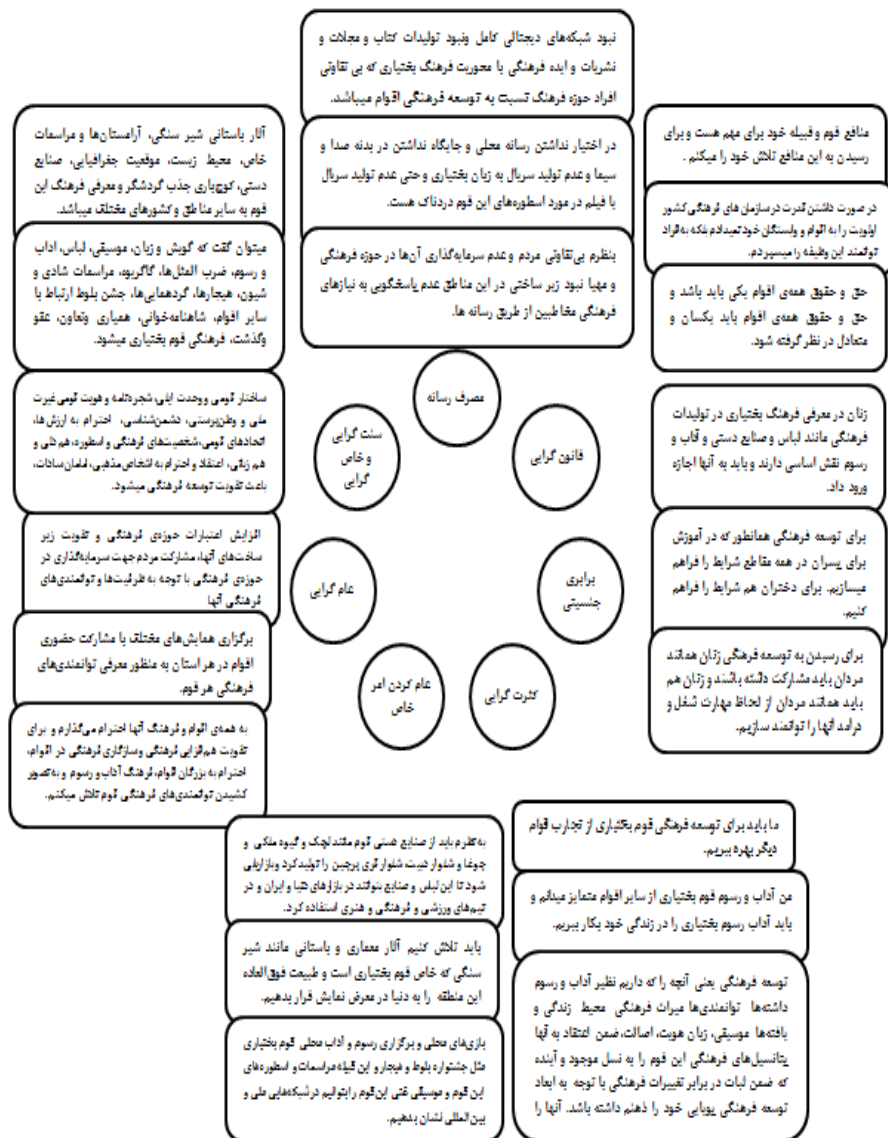 نبود شبکه‌های دیجتالی کامل ونبود تولیدات کتاب و مجلات و
نشریات و ایده فرهنگی با محوریت فرهنگ بختیاری که بی تفاوتی
افراد حوزه فرهنگ نسبت به توسعه فرهنگی اقوام میباشد.
در اختیار نداشتن رسانه محلی و جایگاه نداشتن در بدنه صدا و
سیما و عدم تولید سریال به زبان بختیاری و حتی عدم تولید سریال
یا فیلم در مورد اسطوره‌های این قوم دردناک هست.
بنظرم بی‌تفاوتی مردم و عدم سرمایه‌گذاری آن‌ها در حوزه فرهنگی
و مهیا نبود زیر ساختی در این مناطق عدم پاسخگویی به نیازهای
فرهنگی مخاطبین از طریق رسانه ها.
منافع قوم و قبیله خود برای مهم هست و برای
رسیدن به این منافع تلاش خود را میکنم .
در صورت داشتن قدرت در سازمان های فرهنگی کشور
اولویت را به اقوام و وابستگان خود نمیدادم بلکه به افراد
توانمند این وظیفه را میسپردم.
حق و حقوق همه‌ی اقوام یکی باید باشد و
حق و حقوق همه‌ی اقوام باید یکسان و
متعادل در نظر گرفته شود.
زنان در معرفی فرهنگ بختیاری در تولیدات
فرهنگی مانند لباس و صنایع دستی و آداب و
رسوم نقش اساسی دارند و باید به آنها اجازه
ورود داد.
برای توسعه فرهنگی همانطور که در آموزش
برای پسران در همه مقاطع شرایط را فراهم
میسازیم. برای دختران هم شرایط را فراهم
کنیم.
برای رسیدن به توسعه فرهنگی زنان همانند
مردان باید مشارکت داشته باشند و زنان هم
باید همانند مردان از لحاظ مهارت شغل و
درامد آنها را توانمند سازیم.
آثار باستانی شیر سنگی، آرامستان‌ها و مراسمات
خاص، محیط زیست، موقعیت جغرافیایی، صنایع
دستی، کوچ‌یاری جذب گردشگر و معرفی فرهنگ این
قوم به سایر مناطق و کشورهای مختلف میباشد.
میتوان گفت که گویش و زبان، موسیقی، لباس، اداب
و رسوم، ضرب المثل‌ها، گاگریوه، مراسمات شادی و
شیون، هیجارها، گردهمایی‌ها، جشن بلوط ارتباط با
سایر اقوام، شاهنامه‌خوانی، همیاری وتعاون، عفو
وگذشت، فرهنگی قوم بختیاری میشود.
ساختار قومی و وحدت ایلی، شجره‌نامه و هویت قومی غیرت
ملی و وطن‌پرستی، دشمن‌شناسی، احترام به ارزش ها،
اتحادهای قومی، شخصیت‌های فرهنگی و اسطوره، هم دلی و
هم زبانی، اعتقاد و احترام به اشخاص مذهبی، امامان سادات،
باعث تقویت توسعه فرهنگی میشود.
افزایش اعتبارات حوزه‌ی فرهنگی و تقویت زیر
ساخت‌های آنها، مشارکت مردم جهت سرمایه‌گذاری در
حوزه‌ی فرهنگی با توجه به ظرفیت‌ها و توانمندی‌های
فرهنگی آنها
برگزاری همایش‌های مختلف با مشارکت حضوری
اقوام در هر استان به منظور معرفی توانمندی‌های
فرهنگی هر قوم.
به همه‌ی اقوام و فرهنگ آنها احترام می‌گذارم و برای
تقویت هم‌افزایی فرهنگی و سازگاری فرهنگی در اقوام،
احترام به بزرگان اقوام، فرهنگ آداب و رسوم و به تصویر
کشیدن توانمندی‌های فرهنگی قوم تلاش میکنم.
مصرف رسانه
قانون گرایی
برابری
جنسیتی
کثرت گرایی
عام کردن امر
خاص
عام گرایی
سنت گرایی
و خاص
گرایی
ما باید برای توسعه فرهنگی قوم بختیاری از تجارب اقوام
دیگر بهره ببریم.
من آداب و رسوم قوم بختیاری از سایر اقوام متمایز میدانم و
باید آداب رسوم بختیاری را در زندگی خود بکار ببریم.
توسعه فرهنگی یعنی آنچه را که داریم نظیر آداب و رسوم
داشته‌ها توانمندی‌ها میراث فرهنگی محیط زندگی و
بافته‌ها موسیقی، زبان هویت، اصالت، ضمن اعتقاد به آنها
پتانسیل‌های فرهنگی این قوم را به نسل موجود و آینده
که ضمن ثبات در برابر تغییرات فرهنگی با توجه به ابعاد
توسعه فرهنگی پویایی خود را ذهنم داشته باشد. آنها را
به نظرم باید از صنایع دستی قوم مانند لچک و گیوه ملکی و
چوغا و شلوار دبیت شلوار قری پرچین را تولید کرد و بازاریابی
شود تا این لباس و صنایع بتوانند در بازارهای دنیا و ایران و در
تیم‌های ورزشی و فرهنگی و هنری استفاده کرد.
باید تلاش کنیم آثار معماری و باستانی مانند شیر
سنگی که خاص قوم بختیاری است و طبیعت فوق‌العاده
این منطقه را به دنیا در معرض نمایش قرار بدهیم.
بازی‌های محلی و برگزاری رسوم و آداب محلی قوم بختیاری
مثل جشنواره بلوط و هیجار و این قبیله مراسمات و اسطوره‌های
این قوم و موسیقی غنی این قوم را بتوانیم در شبکه‌هایی ملی و
بین المللی نشان بدهیم.